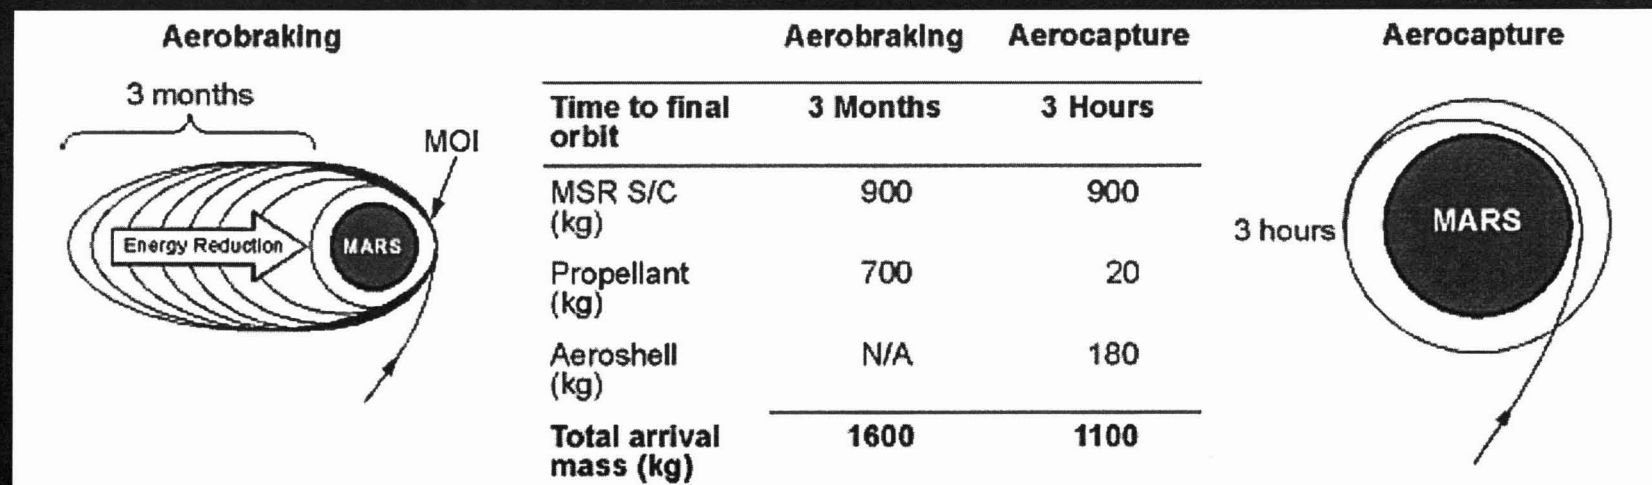 Aerobraking
3 months
MOI
Energy Reduction
MARS
Aerobraking Aerocapture
Time to final 3 Months 3 Hours
orbit
MSR S/C 900 900
(kg)
Propellant 700 20
(kg)
Aeroshell N/A 180
(kg)
Total arrival 1600 1100
mass (kg)
Aerocapture
3 hours
MARS